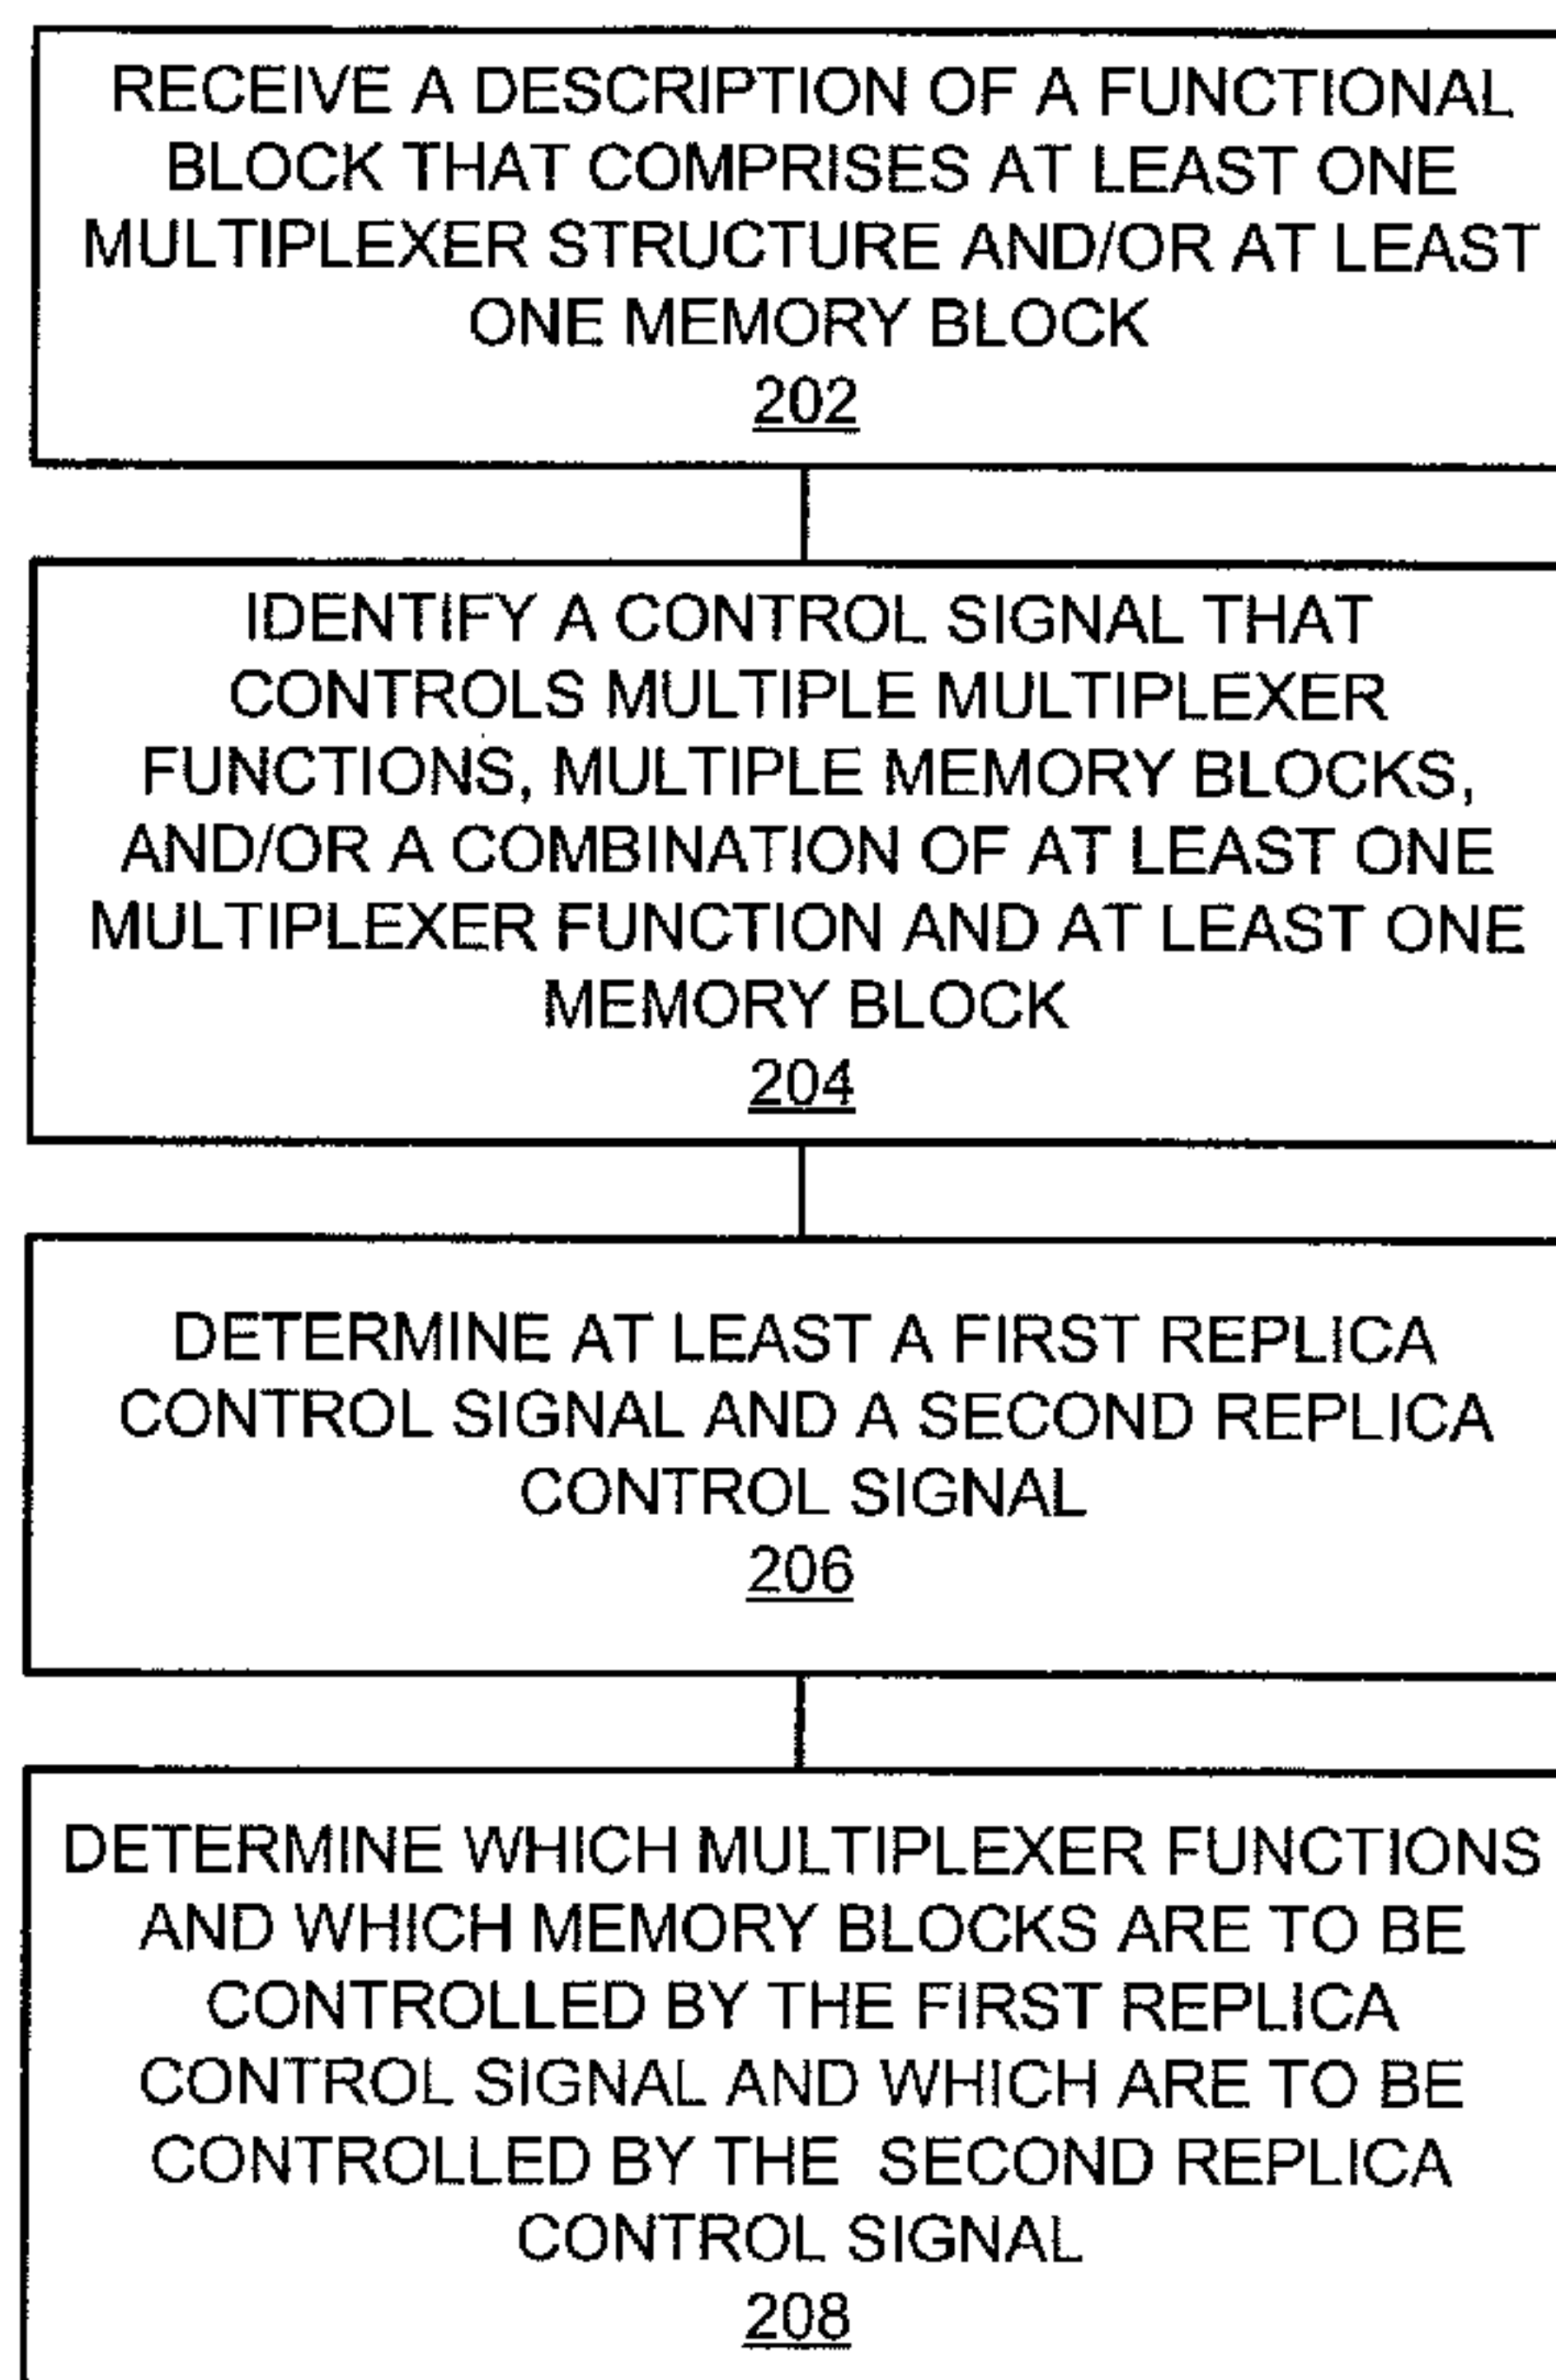 RECEIVE A DESCRIPTION OF A FUNCTIONAL
BLOCK THAT COMPRISES AT LEAST ONE
MULTIPLEXER STRUCTURE AND/OR AT LEAST
ONE MEMORY BLOCK
202
IDENTIFY A CONTROL SIGNAL THAT
CONTROLS MULTIPLE MULTIPLEXER
FUNCTIONS, MULTIPLE MEMORY BLOCKS,
AND/OR A COMBINATION OF AT LEAST ONE
MULTIPLEXER FUNCTION AND AT LEAST ONE
MEMORY BLOCK
204
DETERMINE AT LEAST A FIRST REPLICA
CONTROL SIGNAL AND A SECOND REPLICA
CONTROL SIGNAL
206
DETERMINE WHICH MULTIPLEXER FUNCTIONS
AND WHICH MEMORY BLOCKS ARE TO BE
CONTROLLED BY THE FIRST REPLICA
CONTROL SIGNAL AND WHICH ARE TO BE
CONTROLLED BY THE SECOND REPLICA
CONTROL SIGNAL
208